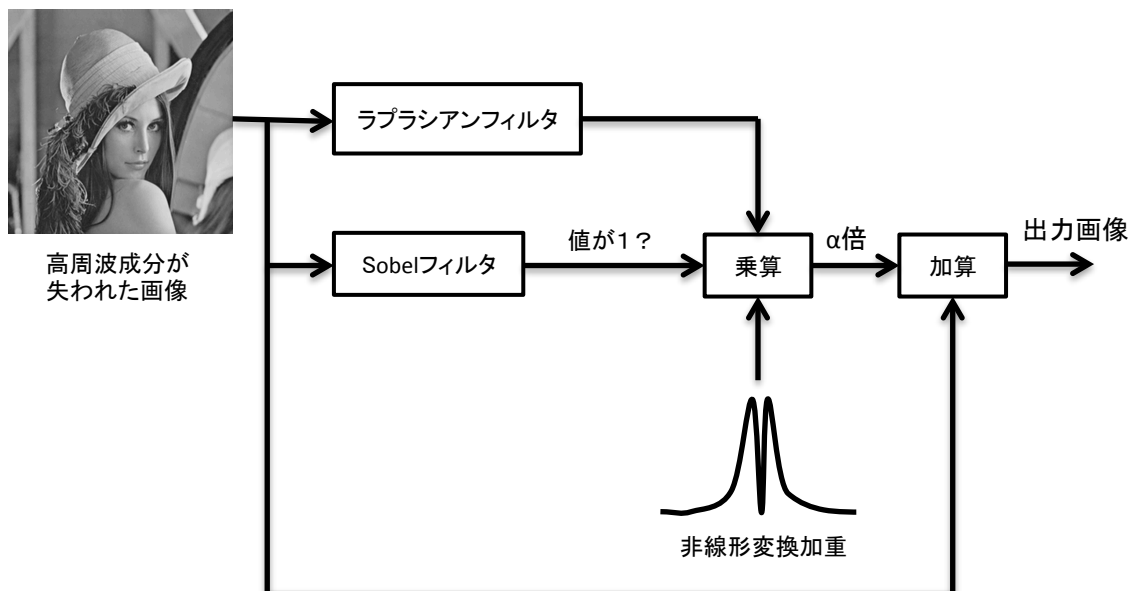 ラプラシアンフィルタ
高周波成分が
失われた画像
Sobelフィルタ
値が１？
乗算
α倍
加算
出力画像
非線形変換加重